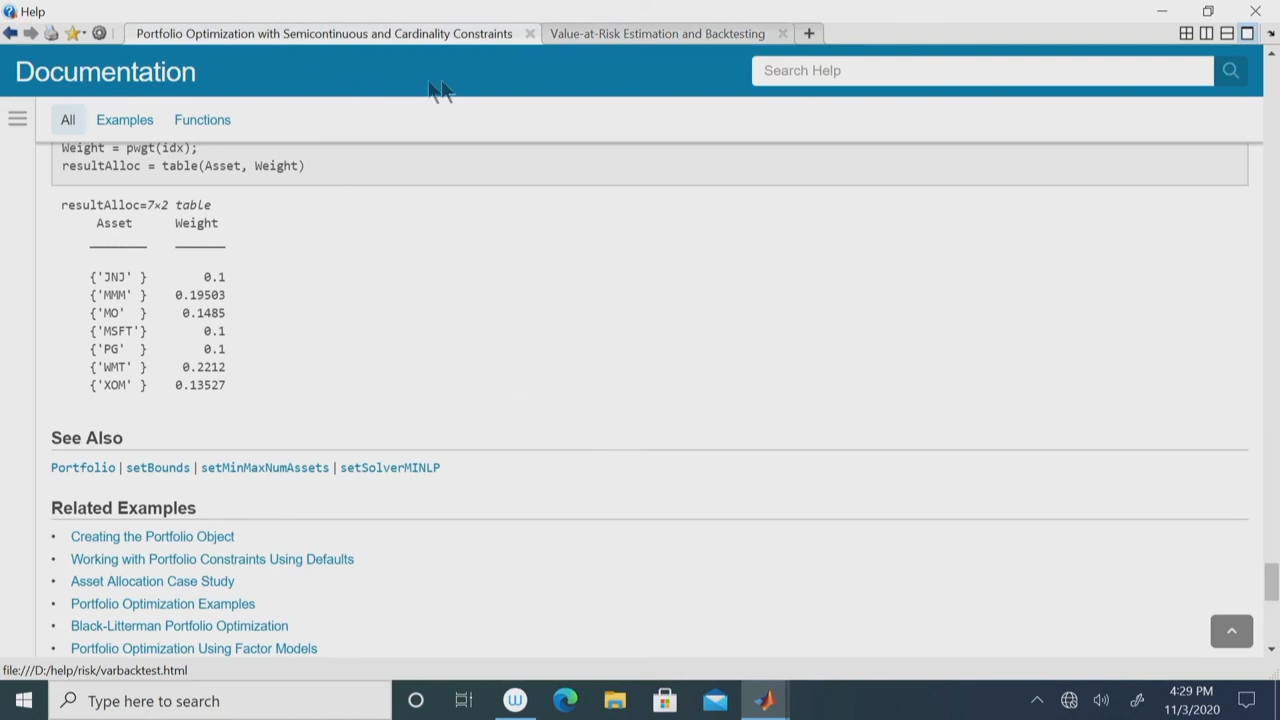 Help
Portfolio Optimization with Semicontinuous and Cardinality Constraints
Value-at-Risk Estimation and Backtesting
Documentation
Search Help
All
Examples
Functions
Weight = pwgt(idx);
resultAlloc = table(Asset, Weight)
resultAlloc=7×2 table
Asset Weight
{'JNJ' } 0.1
{'MMM' } 0.19503
{'MO'  } 0.1485
{'MSFT'} 0.1
{'PG'  } 0.1
{'WMT' } 0.2212
{'XOM' } 0.13527
See Also
Portfolio | setBounds | setMinMaxNumAssets | setSolverMINLP
Related Examples
• Creating the Portfolio Object
• Working with Portfolio Constraints Using Defaults
• Asset Allocation Case Study
• Portfolio Optimization Examples
• Black-Litterman Portfolio Optimization
• Portfolio Optimization Using Factor Models
file:///D:/help/risk/varbacktest.html
Type here to search
4:29 PM
11/3/2020